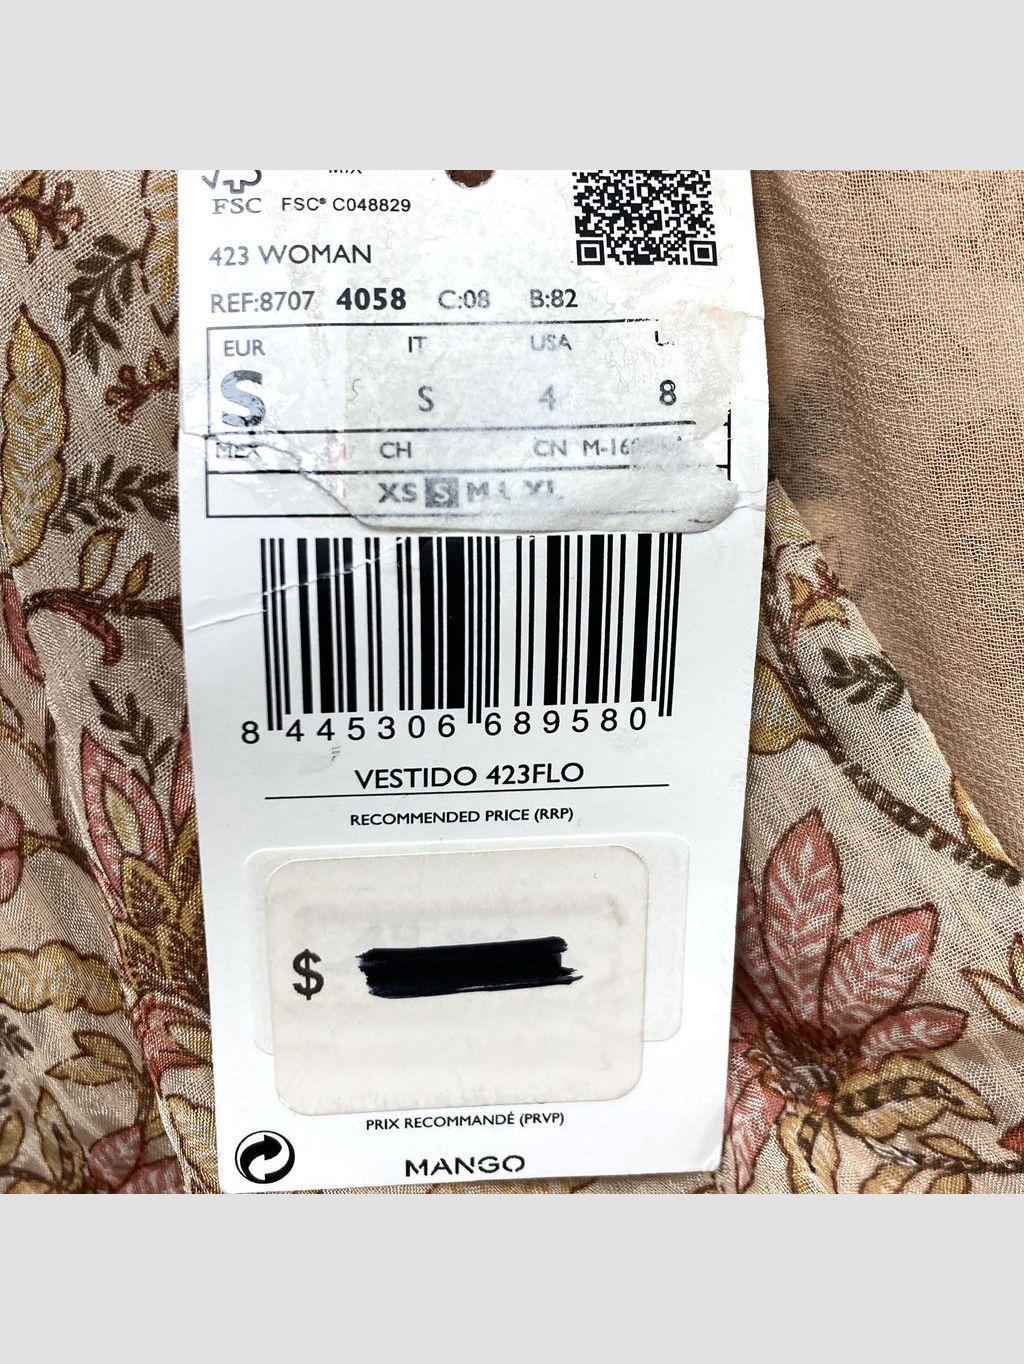 FSC FSC® C048829
423 WOMAN
REF:8707 4058 C:08 B:82
EUR IT USA
S S 4 8
MEX CH CN
XS S M L XL
8 445306 689580
VESTIDO 423FLO
RECOMMENDED PRICE (RRP)
$
PRIX RECOMMANDÉ (PRVP)
MANGO